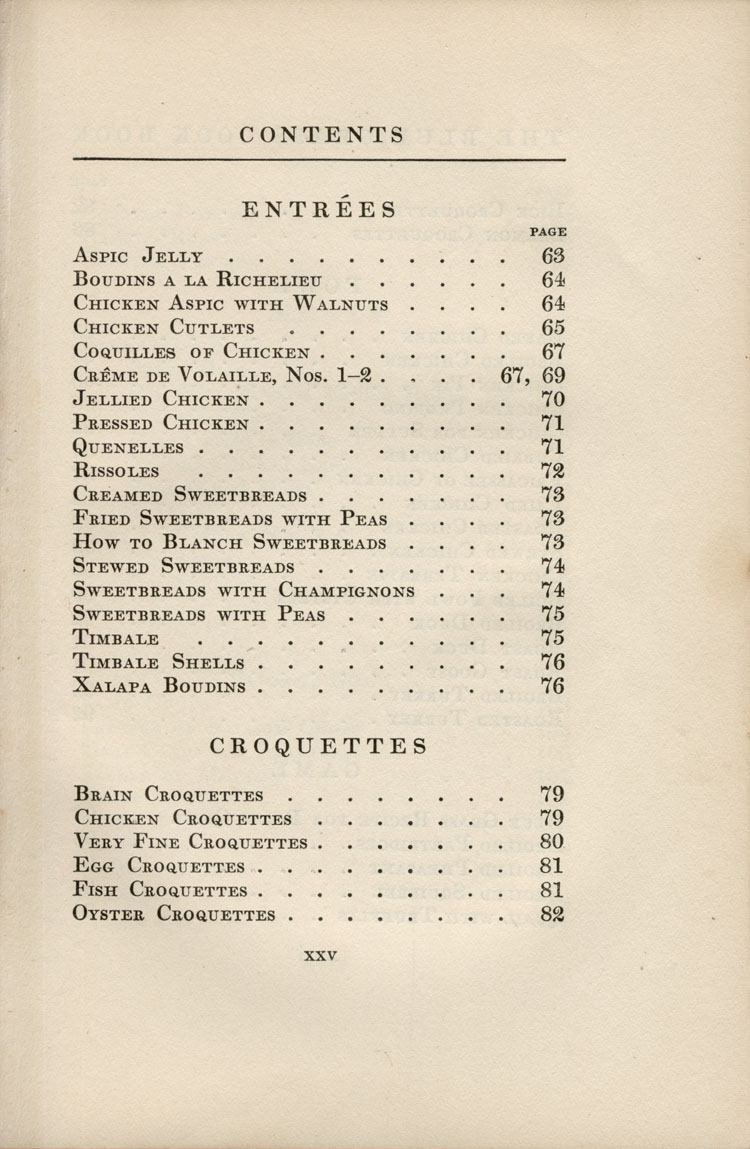 CONTENTS
ENTRÉES
PAGE
ASPIC JELLY . . . . . . . . . . 63
BOUDINS A LA RICHELIEU . . . . . . 64
CHICKEN ASPIC WITH WALNUTS . . . . 64
CHICKEN CUTLETS . . . . . . . . 65
COQUILLES OF CHICKEN . . . . . . . 67
CRÊME DE VOLAILLE, NOS. 1–2 . . . . 67, 69
JELLIED CHICKEN . . . . . . . . . 70
PRESSED CHICKEN . . . . . . . . . 71
QUENELLES . . . . . . . . . . . 71
RISSOLES . . . . . . . . . . . 72
CREAMED SWEETBREADS . . . . . . . 73
FRIED SWEETBREADS WITH PEAS . . . . 73
HOW TO BLANCH SWEETBREADS . . . . 73
STEWED SWEETBREADS . . . . . . . 74
SWEETBREADS WITH CHAMPIGNONS . . . 74
SWEETBREADS WITH PEAS . . . . . . 75
TIMBALE . . . . . . . . . . . 75
TIMBALE SHELLS . . . . . . . . . 76
XALAPA BOUDINS . . . . . . . . . 76
CROQUETTES
BRAIN CROQUETTES . . . . . . . . 79
CHICKEN CROQUETTES . . . . . . . 79
VERY FINE CROQUETTES . . . . . . . 80
EGG CROQUETTES . . . . . . . . . 81
FISH CROQUETTES . . . . . . . . . 81
OYSTER CROQUETTES . . . . . . . . 82
xxv